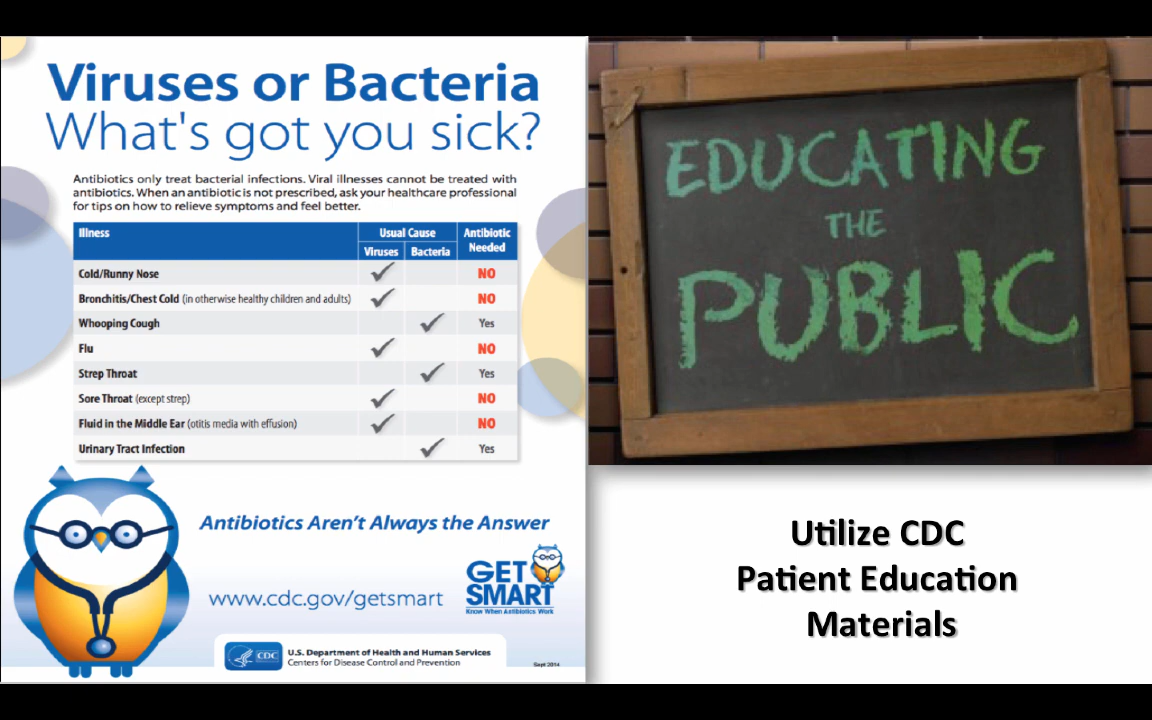 Viruses or Bacteria
What's got you sick?
Antibiotics only treat bacterial infections. Viral illnesses cannot be treated with
antibiotics. When an antibiotic is not prescribed, ask your healthcare professional
for tips on how to relieve symptoms and feel better.
Illness Usual Cause Antibiotic Needed
Viruses Bacteria
Cold/Runny Nose NO
Bronchitis/Chest Cold (in otherwise healthy children and adults) NO
Whooping Cough Yes
Flu NO
Strep Throat Yes
Sore Throat (except strep) NO
Fluid in the Middle Ear (otitis media with effusion) NO
Urinary Tract Infection Yes
Antibiotics Aren't Always the Answer
www.cdc.gov/getsmart
GET
SMART
Know When Antibiotics Work
CDC
U.S. Department of Health and Human Services
Centers for Disease Control and Prevention
Sept 2014
EDUCATING
THE
PUBLIC
Utilize CDC
Patient Education
Materials